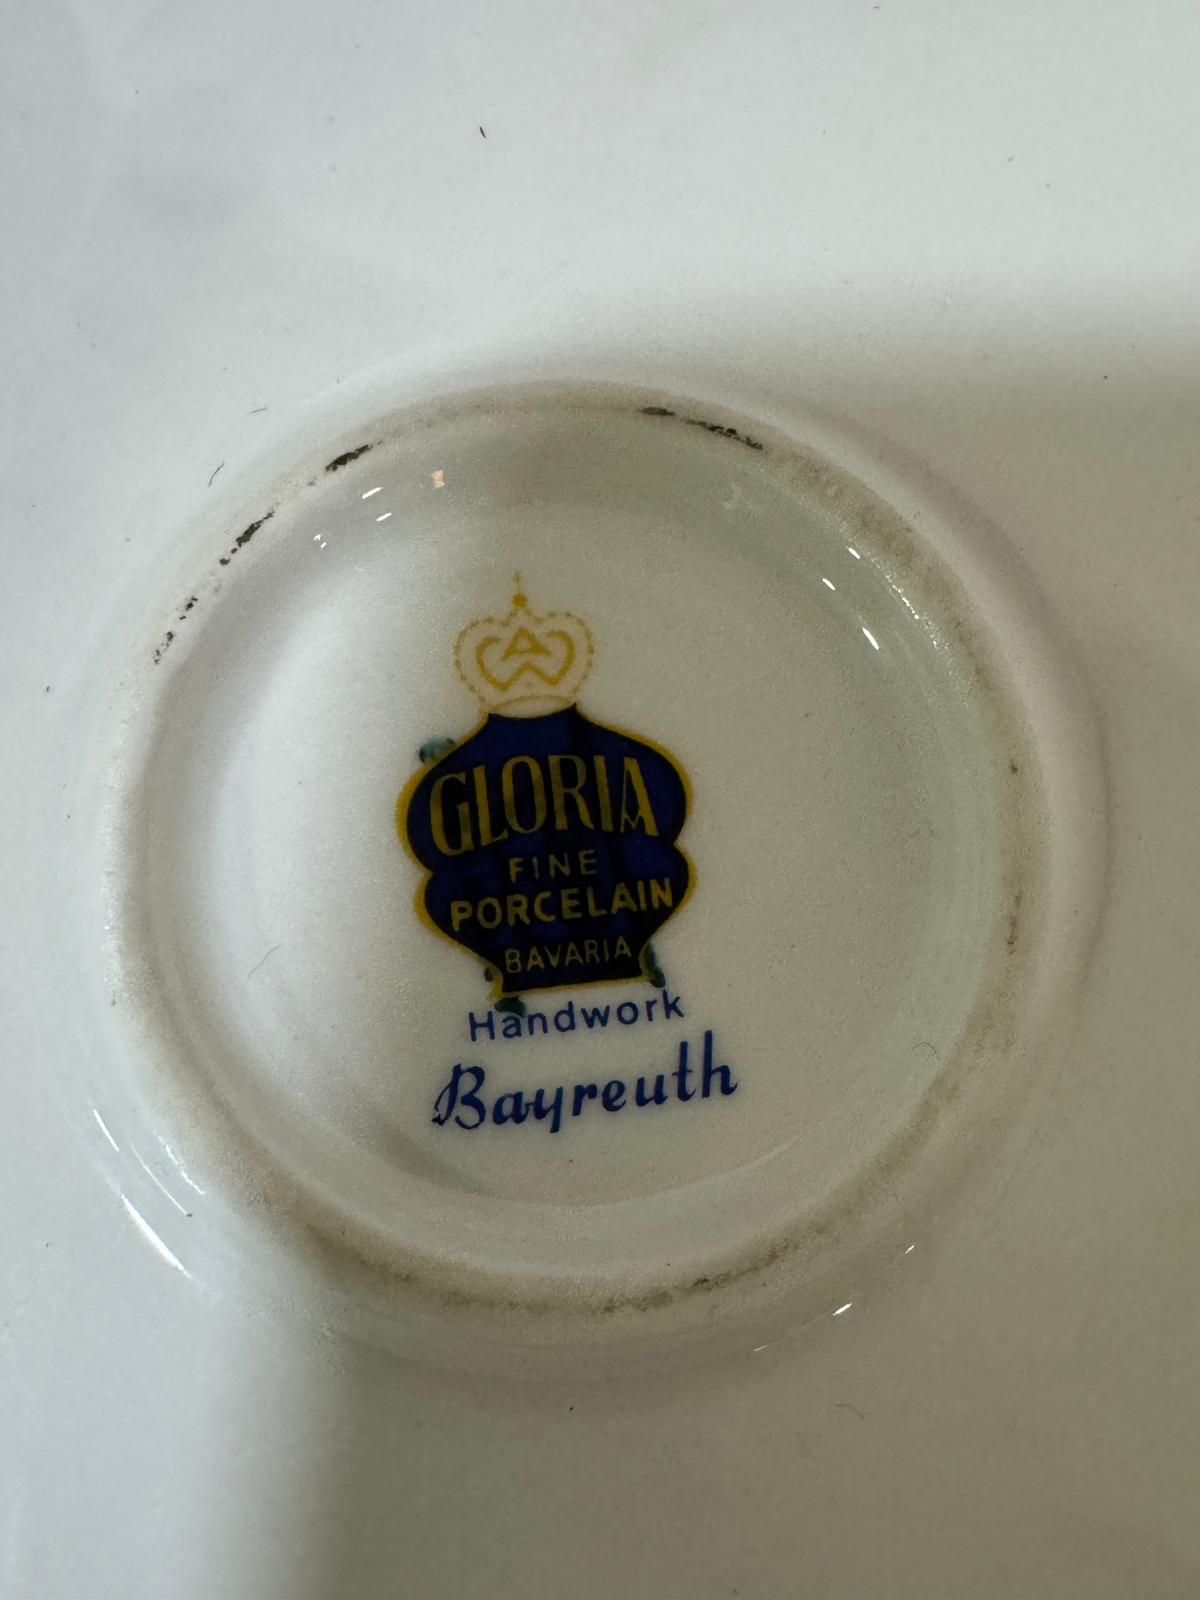 GLORIA
FINE
PORCELAIN
BAVARIA
Handwork
Bayreuth